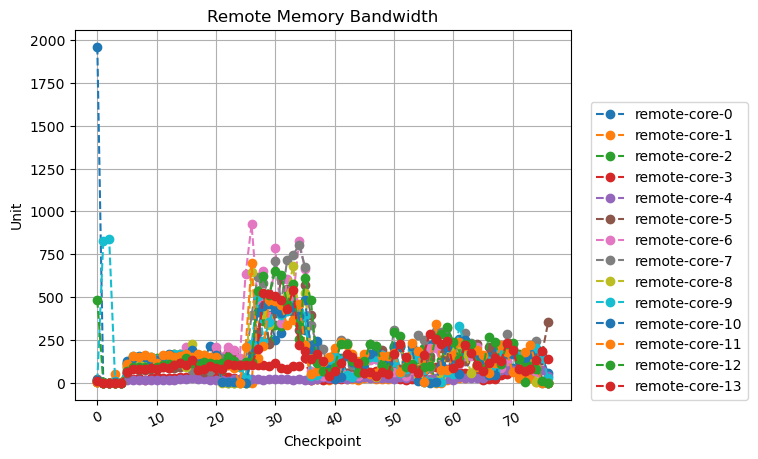 Remote Memory Bandwidth
Unit
2000
1750
1500
1250
1000
750
500
250
0
0
10
20
30
40
50
60
70
Checkpoint
remote-core-0
remote-core-1
remote-core-2
remote-core-3
remote-core-4
remote-core-5
remote-core-6
remote-core-7
remote-core-8
remote-core-9
remote-core-10
remote-core-11
remote-core-12
remote-core-13